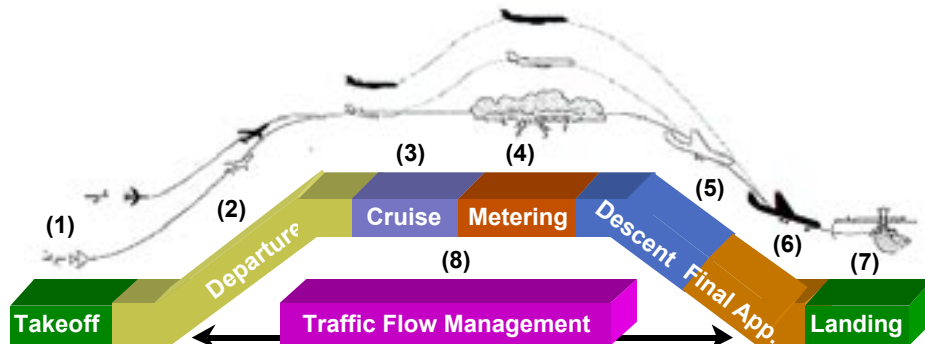 (1)
(2)
(3)
(4)
(5)
(6)
(7)
(8)
Takeoff
Departure
Cruise
Metering
Descent
Final App.
Landing
Traffic Flow Management